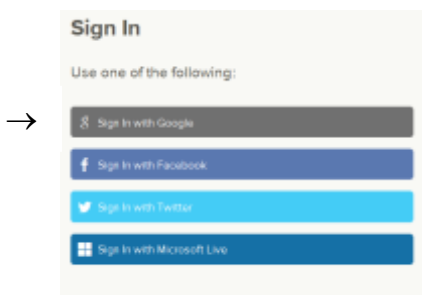 Sign In
Use one of the following:
→
Sign In with Google
Sign In with Facebook
Sign In with Twitter
Sign In with Microsoft Live